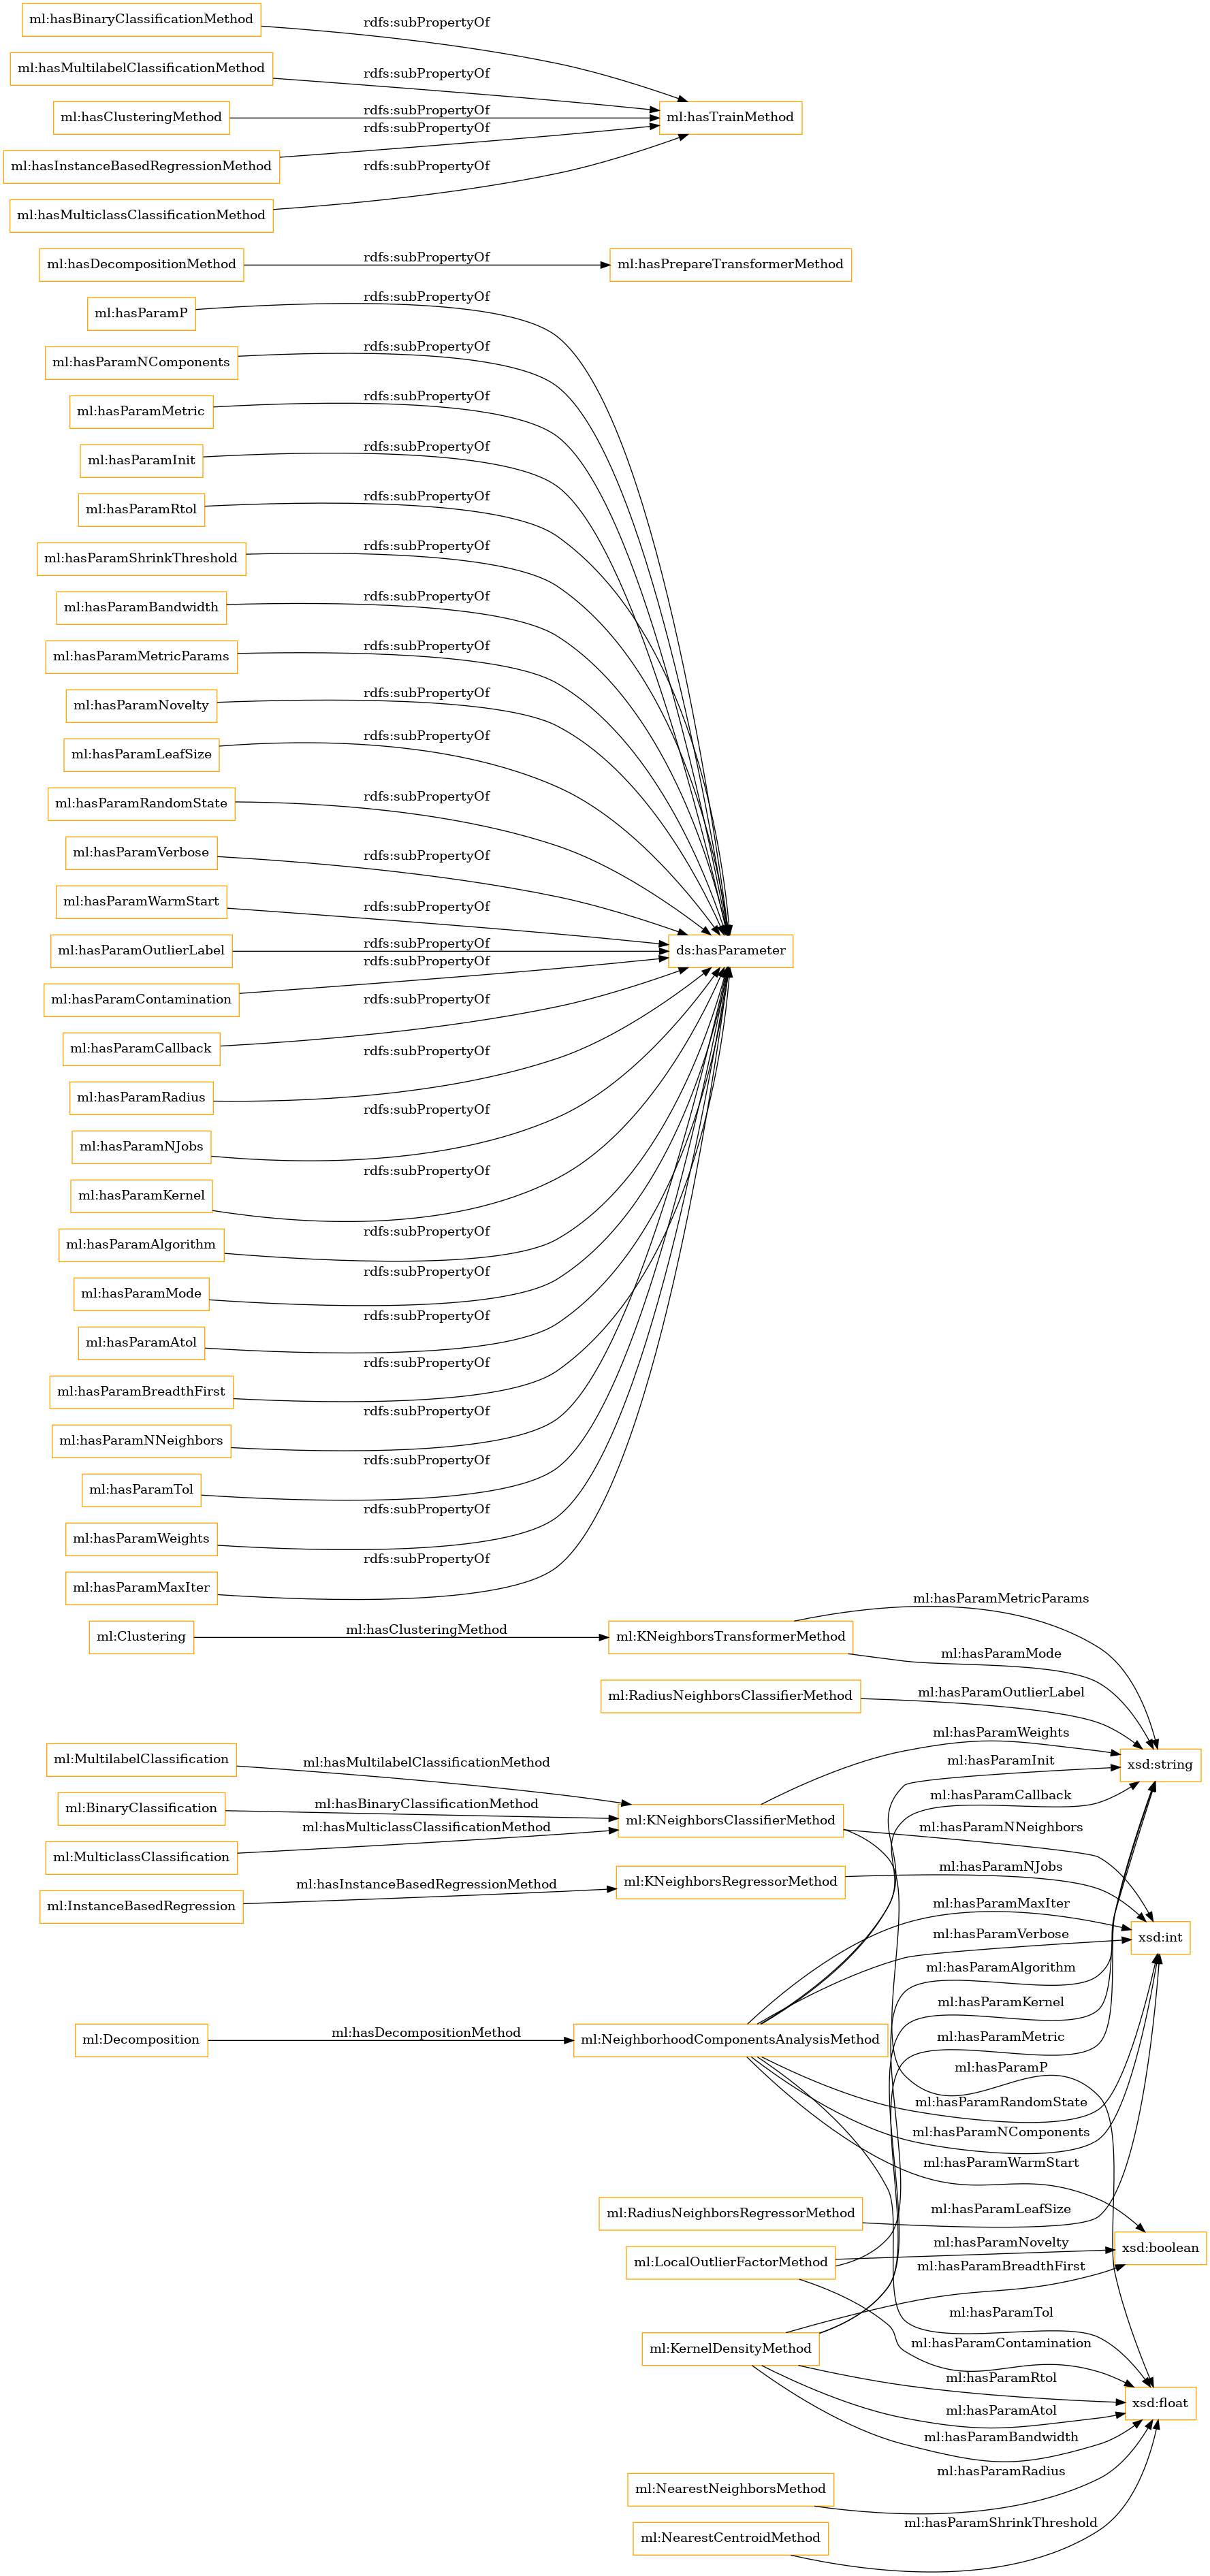 ml:hasBinaryClassificationMethod
rdfs:subPropertyOf
ml:hasMultilabelClassificationMethod
rdfs:subPropertyOf
ml:hasClusteringMethod
rdfs:subPropertyOf
ml:hasTrainMethod
rdfs:subPropertyOf
ml:hasInstanceBasedRegressionMethod
rdfs:subPropertyOf
ml:hasMulticlassClassificationMethod
ml:hasDecompositionMethod
rdfs:subPropertyOf
ml:hasPrepareTransformerMethod
ml:hasParamP
rdfs:subPropertyOf
ml:hasParamNComponents
rdfs:subPropertyOf
ml:hasParamMetric
rdfs:subPropertyOf
ml:hasParamInit
rdfs:subPropertyOf
ml:hasParamRtol
rdfs:subPropertyOf
ml:hasParamShrinkThreshold
rdfs:subPropertyOf
ml:hasParamBandwidth
rdfs:subPropertyOf
ml:hasParamMetricParams
rdfs:subPropertyOf
ml:hasParamNovelty
rdfs:subPropertyOf
ml:hasParamLeafSize
rdfs:subPropertyOf
ml:hasParamRandomState
rdfs:subPropertyOf
ml:hasParamVerbose
rdfs:subPropertyOf
ml:hasParamWarmStart
rdfs:subPropertyOf
ml:hasParamOutlierLabel
rdfs:subPropertyOf
ds:hasParameter
ml:hasParamContamination
rdfs:subPropertyOf
ml:hasParamCallback
rdfs:subPropertyOf
ml:hasParamRadius
rdfs:subPropertyOf
ml:hasParamNJobs
rdfs:subPropertyOf
ml:hasParamKernel
rdfs:subPropertyOf
ml:hasParamAlgorithm
rdfs:subPropertyOf
ml:hasParamMode
rdfs:subPropertyOf
ml:hasParamAtol
rdfs:subPropertyOf
ml:hasParamBreadthFirst
rdfs:subPropertyOf
ml:hasParamNNeighbors
rdfs:subPropertyOf
ml:hasParamTol
rdfs:subPropertyOf
ml:hasParamWeights
rdfs:subPropertyOf
ml:hasParamMaxIter
rdfs:subPropertyOf
ml:Clustering
ml:hasClusteringMethod
ml:KNeighborsTransformerMethod
ml:hasParamMetricParams
ml:hasParamMode
ml:RadiusNeighborsClassifierMethod
ml:hasParamOutlierLabel
ml:hasParamWeights
ml:MultilabelClassification
ml:hasMultilabelClassificationMethod
ml:hasParamInit
xsd:string
ml:hasParamCallback
ml:BinaryClassification
ml:hasBinaryClassificationMethod
ml:KNeighborsClassifierMethod
ml:hasParamNNeighbors
ml:MulticlassClassification
ml:hasMulticlassClassificationMethod
ml:hasParamNJobs
ml:InstanceBasedRegression
ml:hasInstanceBasedRegressionMethod
ml:KNeighborsRegressorMethod
ml:hasParamMaxIter
ml:hasParamVerbose
xsd:int
ml:hasParamAlgorithm
ml:hasParamKernel
ml:Decomposition
ml:hasDecompositionMethod
ml:NeighborhoodComponentsAnalysisMethod
ml:hasParamMetric
ml:hasParamP
ml:hasParamRandomState
ml:hasParamNComponents
ml:hasParamWarmStart
ml:RadiusNeighborsRegressorMethod
ml:hasParamLeafSize
ml:hasParamNovelty
xsd:boolean
ml:LocalOutlierFactorMethod
ml:hasParamBreadthFirst
ml:hasParamTol
ml:KernelDensityMethod
ml:hasParamContamination
ml:hasParamRtol
xsd:float
ml:hasParamAtol
ml:hasParamBandwidth
ml:NearestNeighborsMethod
ml:hasParamRadius
ml:NearestCentroidMethod
ml:hasParamShrinkThreshold